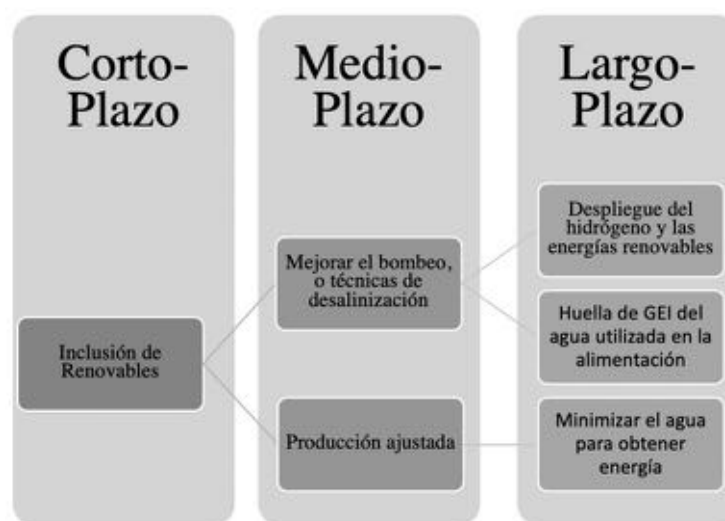 Corto-
Plazo
Medio-
Plazo
Largo-
Plazo
Inclusión de
Renovables
Mejorar el bombeo,
o técnicas de
desalinización
Producción ajustada
Despliegue del
hidrógeno y las
energías renovables
Huella de GEI del
agua utilizada en la
alimentación
Minimizar el agua
para obtener
energía